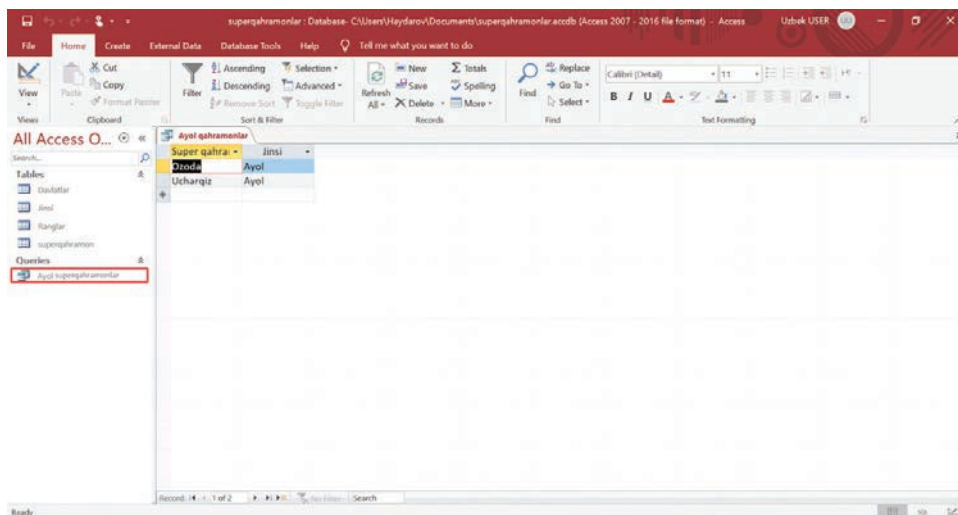 superqahramonlar : Database- C:\Users\Haydarov\Documents\superqahramonlar.accdb (Access 2007 - 2016 file format) - Access
Uzbek USER
UU
File Home Create External Data Database Tools Help Tell me what you want to do
View
Paste
Cut
Copy
Format Painter
Filter
Ascending
Descending
Remove Sort
Selection
Advanced
Toggle Filter
Refresh All
New
Save
Delete
Totals
Spelling
More
Find
Replace
Go To
Select
Calibri (Detail) 11
B I U A
Views Clipboard Sort & Filter Records Find Text Formatting
All Access O...
Search...
Tables
Davlatlar
Jinsi
Ranglar
superqahramon
Queries
Ayol superqahramonlar
Ayol qahramonlar
Super qahra Jinsi
Ozoda Ayol
Ucharqiz Ayol
Record: 1 of 2 No Filter Search
Ready